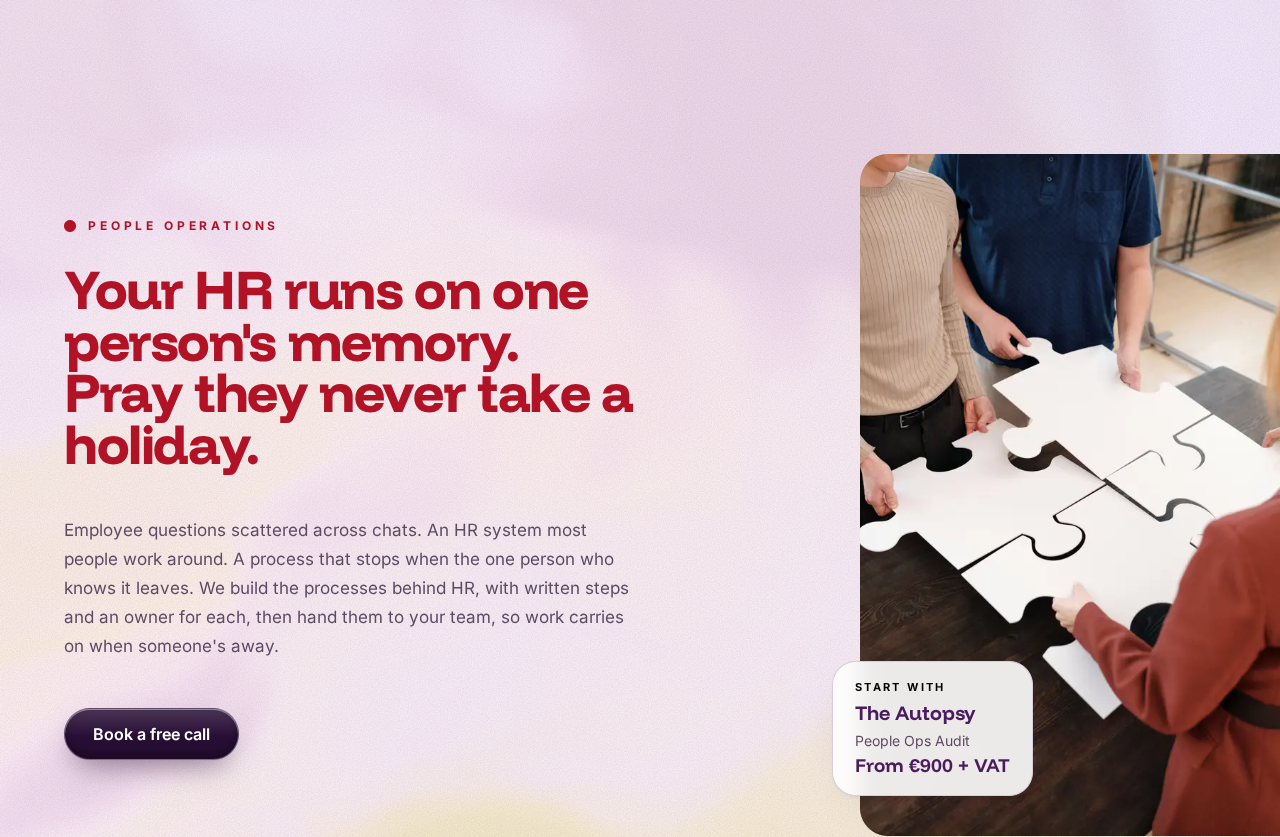 PEOPLE OPERATIONS
Your HR runs on one
person's memory.
Pray they never take a
holiday.
Employee questions scattered across chats. An HR system most
people work around. A process that stops when the one person who
knows it leaves. We build the processes behind HR, with written steps
and an owner for each, then hand them to your team, so work carries
on when someone's away.
Book a free call
START WITH
The Autopsy
People Ops Audit
From €900 + VAT